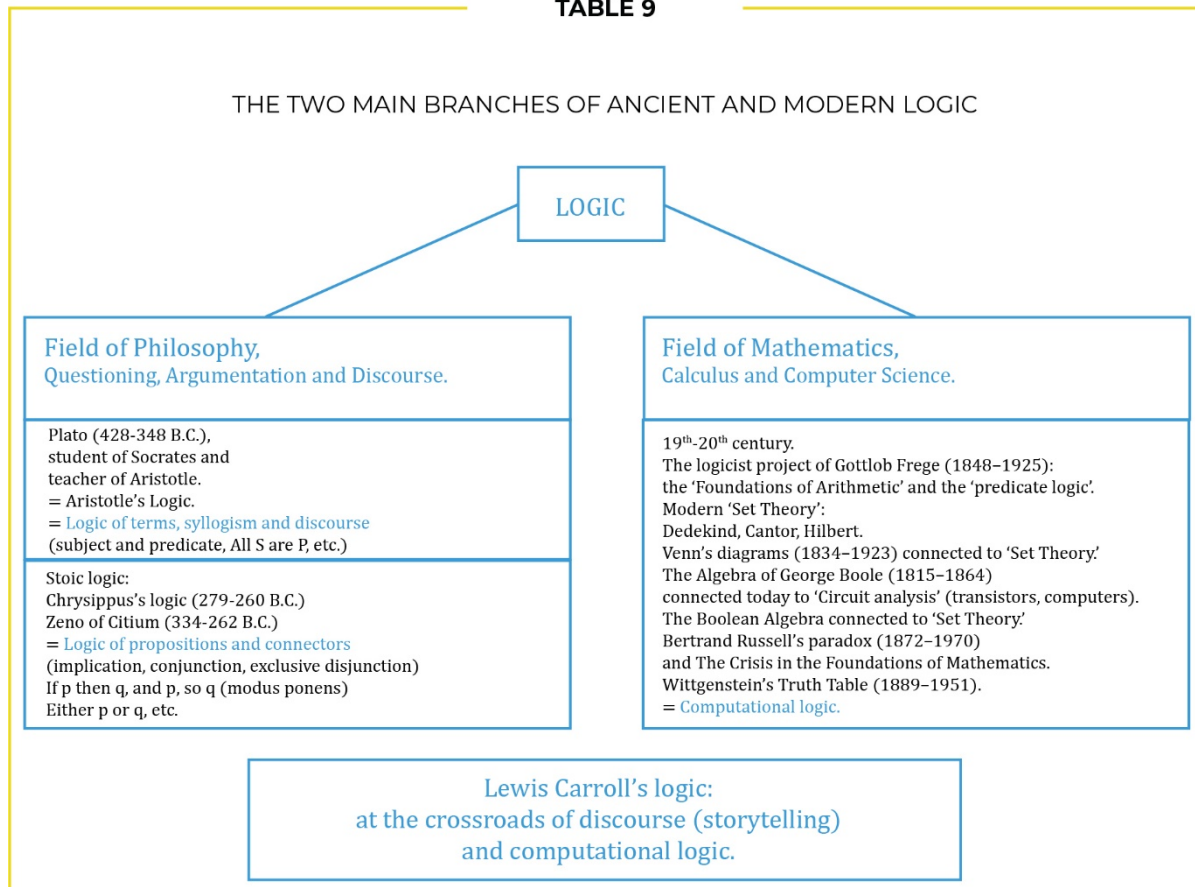 TABLE 9
THE TWO MAIN BRANCHES OF ANCIENT AND MODERN LOGIC
LOGIC
Field of Philosophy,
Questioning, Argumentation and Discourse.
Plato (428-348 B.C.),
student of Socrates and
teacher of Aristotle.
= Aristotle’s Logic.
= Logic of terms, syllogism and discourse
(subject and predicate, All S are P, etc.)
Stoic logic:
Chrysippus’s logic (279-260 B.C.)
Zeno of Citium (334-262 B.C.)
= Logic of propositions and connectors
(implication, conjunction, exclusive disjunction)
If p then q, and p, so q (modus ponens)
Either p or q, etc.
Field of Mathematics,
Calculus and Computer Science.
19th-20th century.
The logicist project of Gottlob Frege (1848–1925):
the ‘Foundations of Arithmetic’ and the ‘predicate logic’.
Modern ‘Set Theory’:
Dedekind, Cantor, Hilbert.
Venn’s diagrams (1834–1923) connected to ‘Set Theory.’
The Algebra of George Boole (1815–1864)
connected today to ‘Circuit analysis’ (transistors, computers).
The Boolean Algebra connected to ‘Set Theory.’
Bertrand Russell’s paradox (1872–1970)
and The Crisis in the Foundations of Mathematics.
Wittgenstein’s Truth Table (1889–1951).
= Computational logic.
Lewis Carroll’s logic:
at the crossroads of discourse (storytelling)
and computational logic.